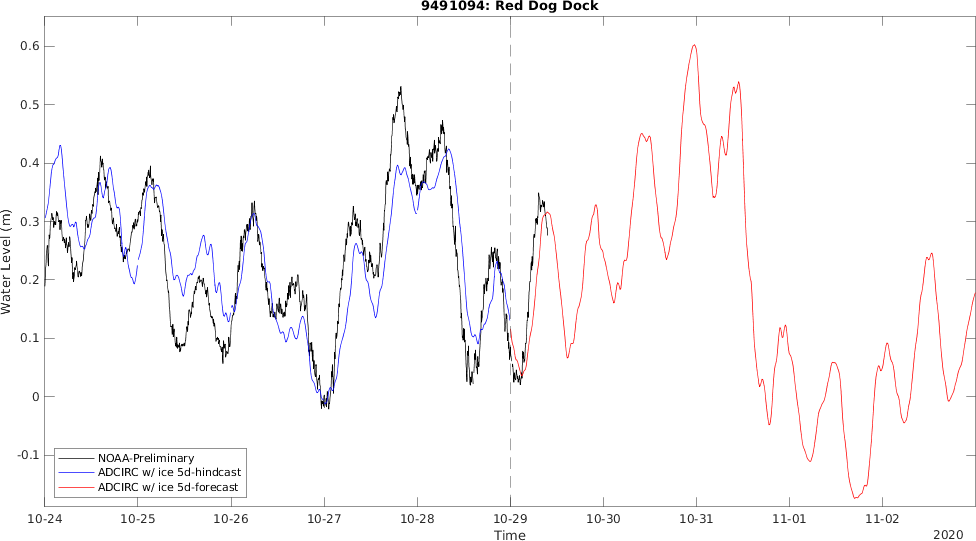 9491094: Red Dog Dock
Water Level (m)
0.6
0.5
0.4
0.3
0.2
0.1
0
-0.1
NOAA-Preliminary
ADCIRC w/ ice 5d-hindcast
ADCIRC w/ ice 5d-forecast
10-24 10-25 10-26 10-27 10-28 10-29 10-30 10-31 11-01 11-02
Time
2020